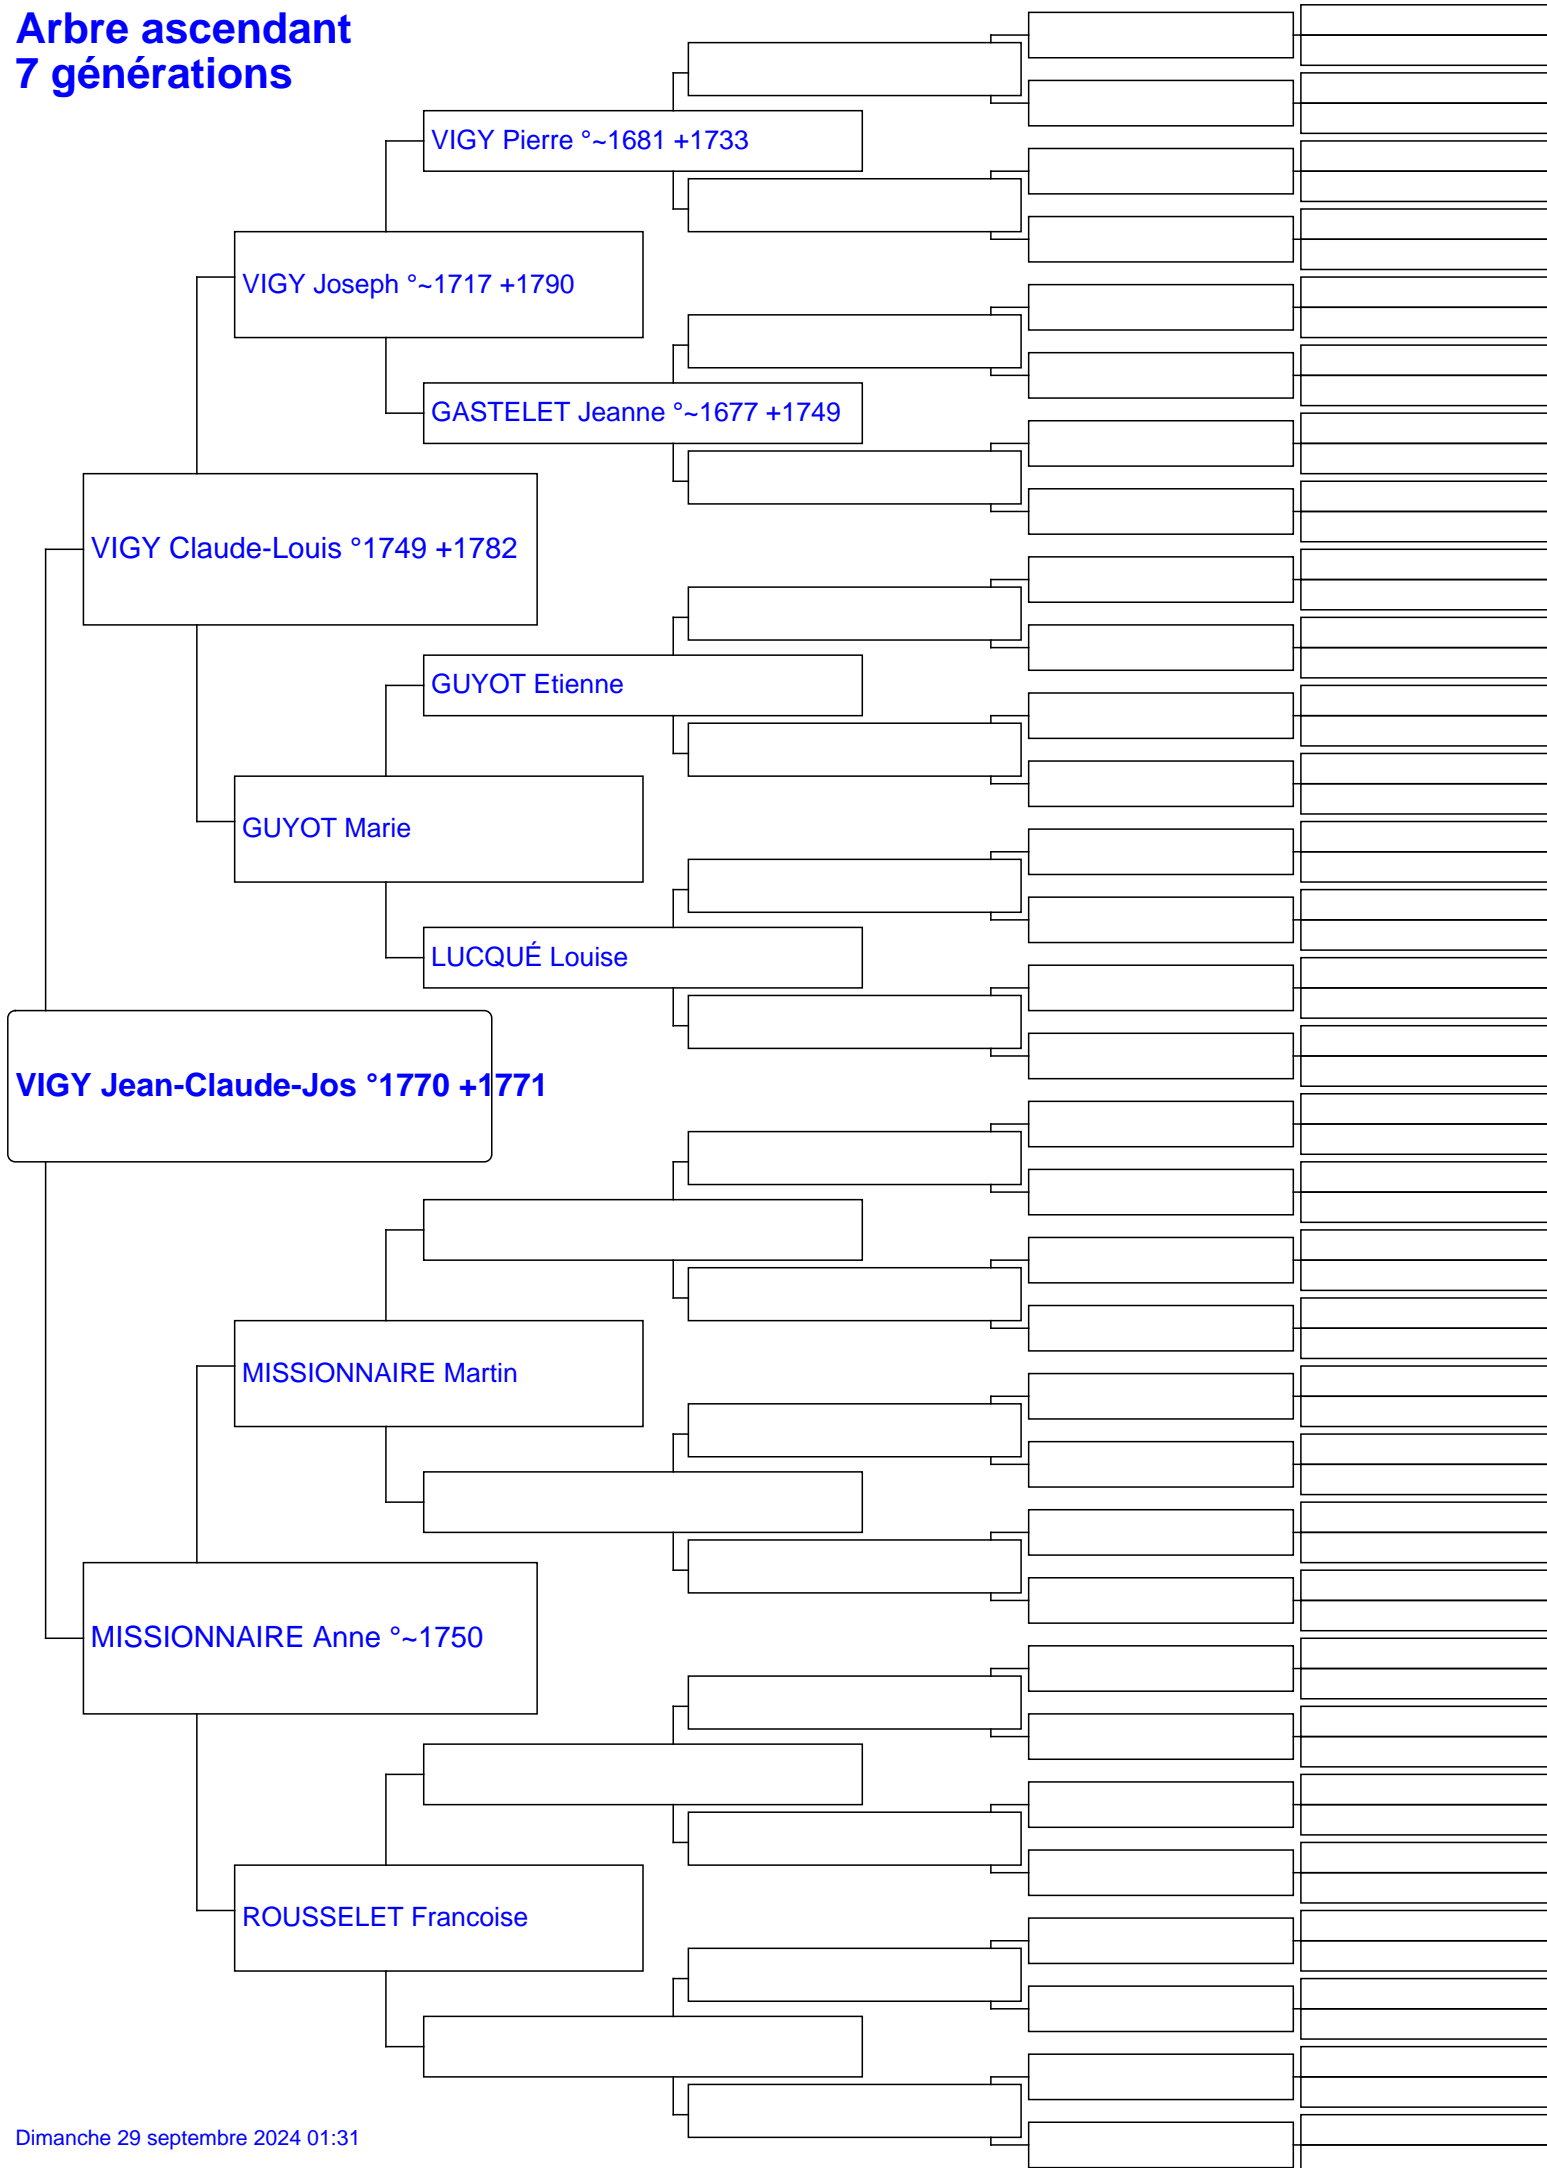 Arbre ascendant
7 générations
VIGY Pierre °~1681 +1733
VIGY Joseph °~1717 +1790
GASTELET Jeanne °~1677 +1749
VIGY Claude-Louis °1749 +1782
GUYOT Etienne
GUYOT Marie
LUCQUÉ Louise
VIGY Jean-Claude-Jos °1770 +1771
MISSIONNAIRE Martin
MISSIONNAIRE Anne °~1750
ROUSSELET Francoise
Dimanche 29 septembre 2024 01:31